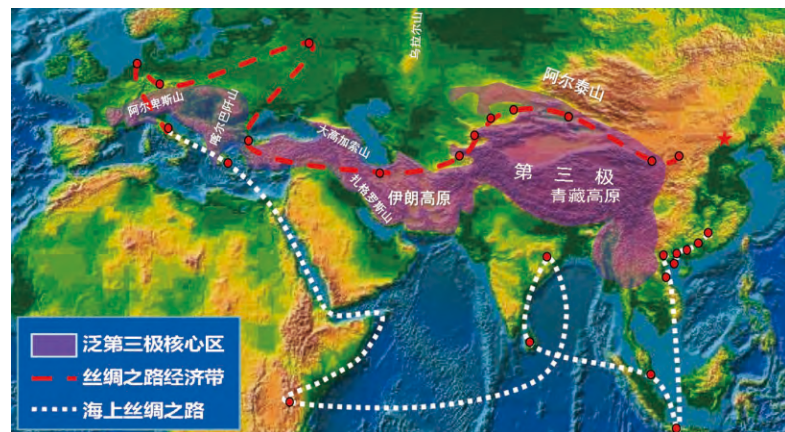 乌拉尔山
阿尔泰山
阿尔卑斯山
喀尔巴阡山
大高加索山
扎格罗斯山
伊朗高原
第三极
青藏高原
泛第三极核心区
丝绸之路经济带
海上丝绸之路